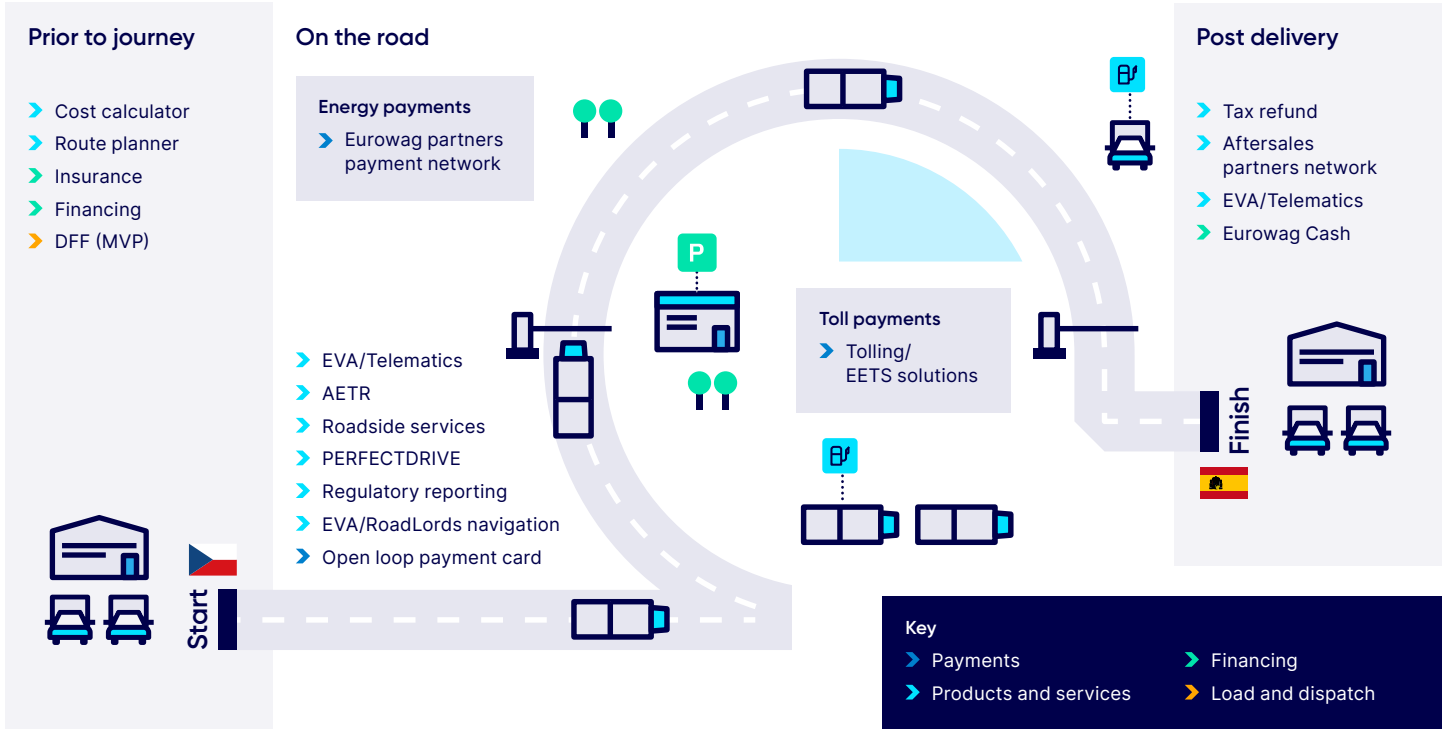 Prior to journey
Cost calculator
Route planner
Insurance
Financing
DFF (MVP)
Start
On the road
Energy payments
Eurowag partners
payment network
EVA/Telematics
AETR
Roadside services
PERFECTDRIVE
Regulatory reporting
EVA/RoadLords navigation
Open loop payment card
P
Toll payments
Tolling/
EETS solutions
Post delivery
Tax refund
Aftersales
partners network
EVA/Telematics
Eurowag Cash
Finish
Key
Payments
Products and services
Financing
Load and dispatch